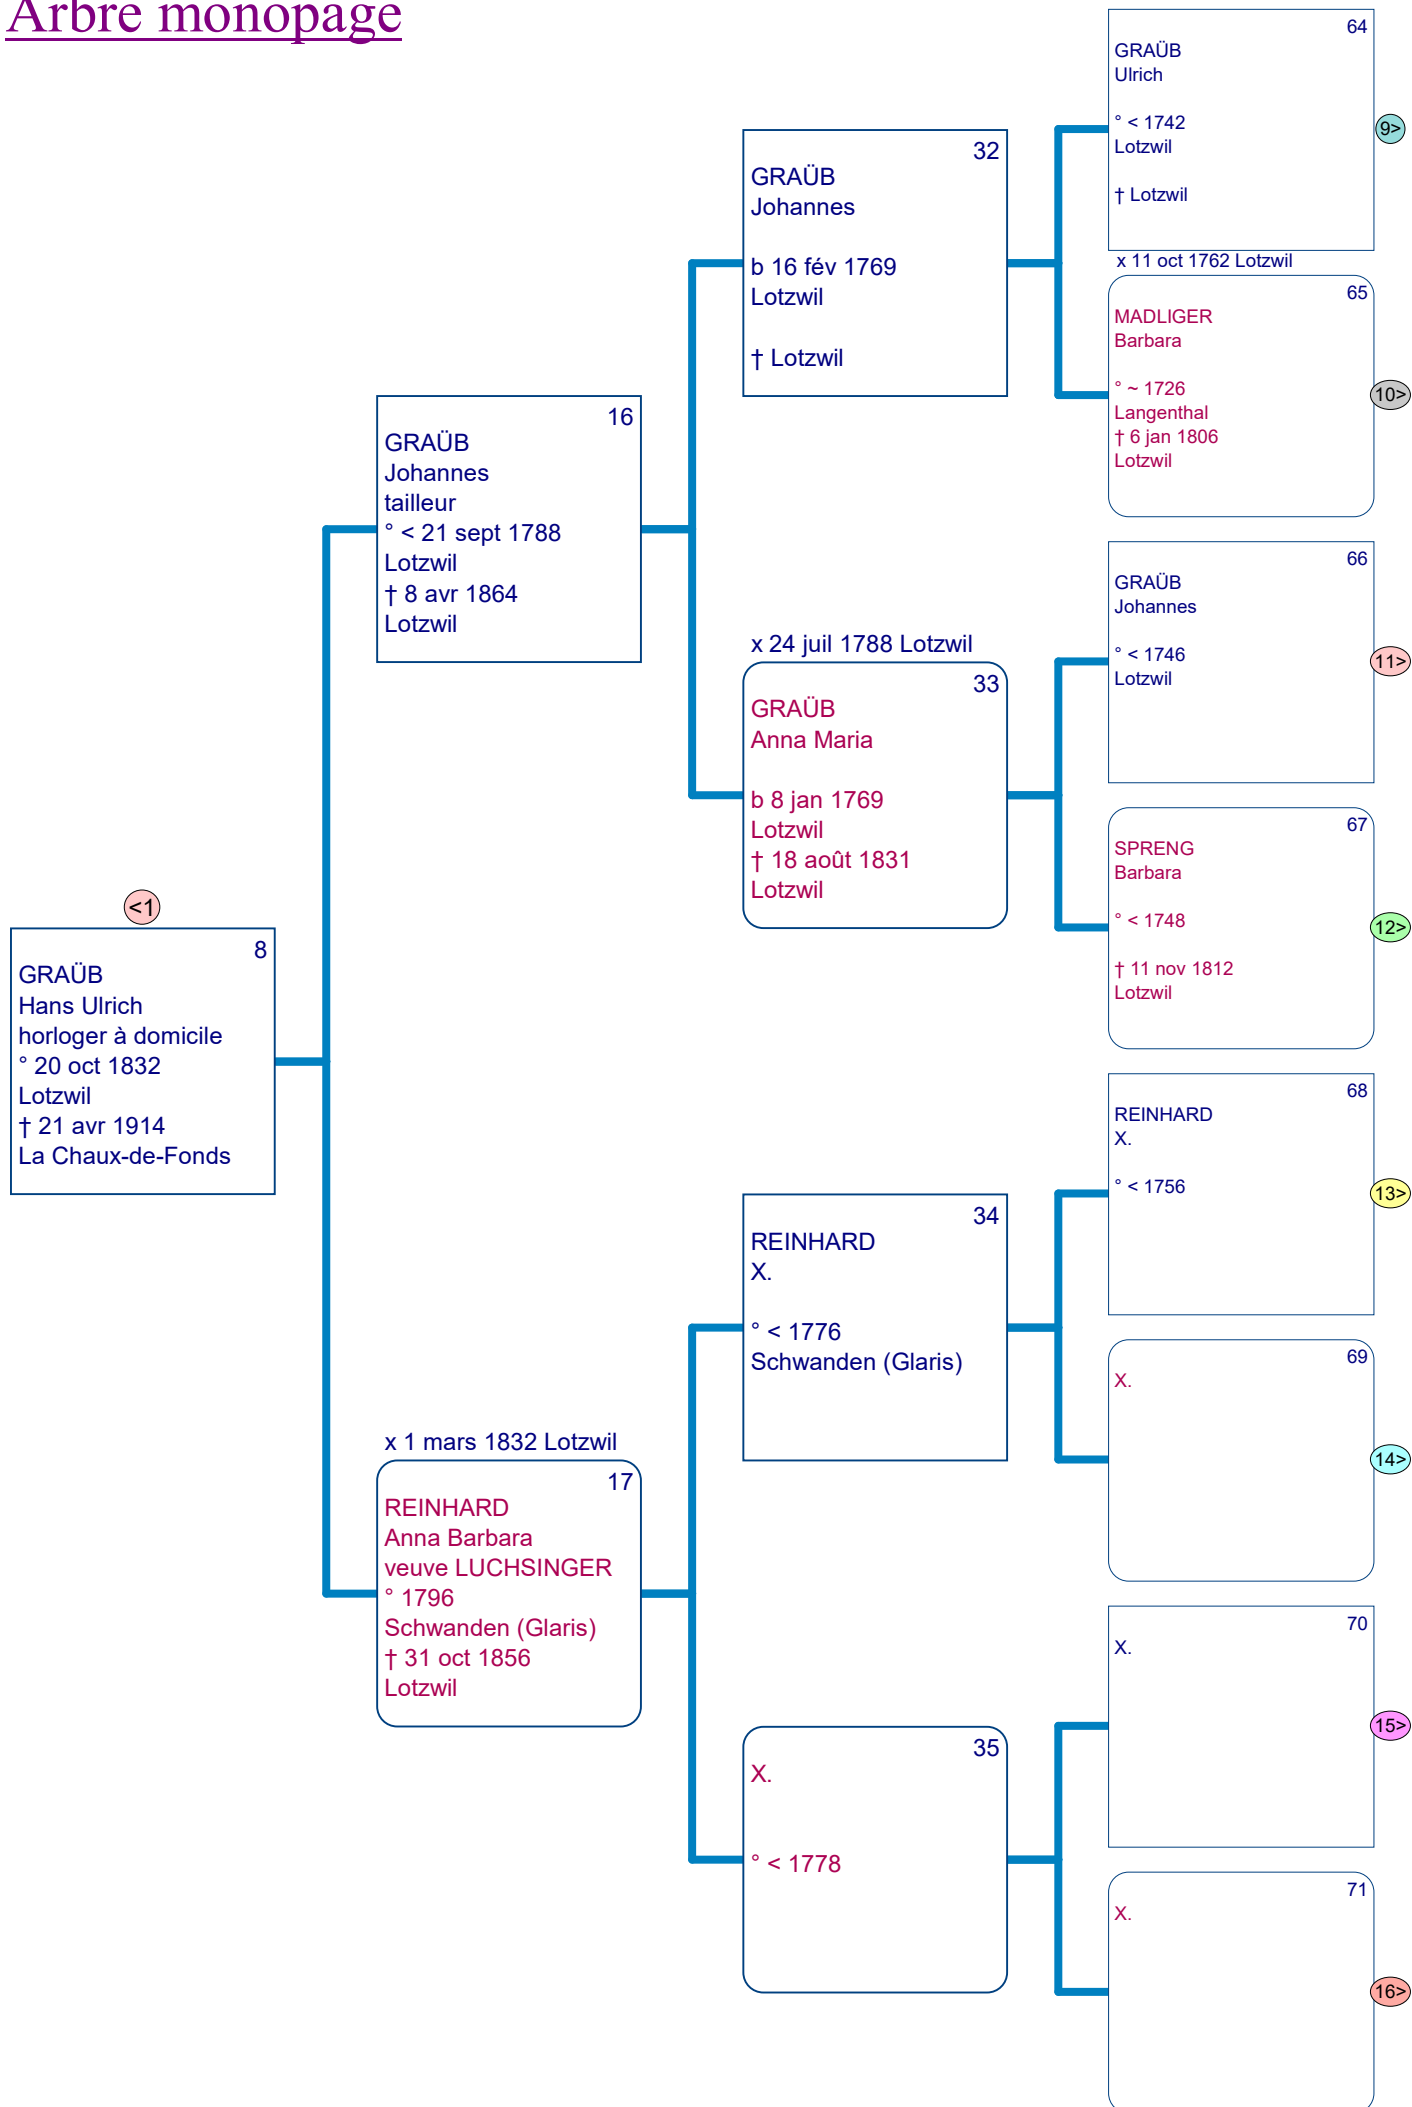 Arbre monopage
<1
8
GRAÜB
Hans Ulrich
horloger à domicile
° 20 oct 1832
Lotzwil
† 21 avr 1914
La Chaux-de-Fonds
16
GRAÜB
Johannes
tailleur
° < 21 sept 1788
Lotzwil
† 8 avr 1864
Lotzwil
x 1 mars 1832 Lotzwil
17
REINHARD
Anna Barbara
veuve LUCHSINGER
° 1796
Schwanden (Glaris)
† 31 oct 1856
Lotzwil
32
GRAÜB
Johannes
b 16 fév 1769
Lotzwil
† Lotzwil
x 24 juil 1788 Lotzwil
33
GRAÜB
Anna Maria
b 8 jan 1769
Lotzwil
† 18 août 1831
Lotzwil
34
REINHARD
X.
° < 1776
Schwanden (Glaris)
35
X.
° < 1778
64
GRAÜB
Ulrich
° < 1742
Lotzwil
† Lotzwil
9>
x 11 oct 1762 Lotzwil
65
MADLIGER
Barbara
° ~ 1726
Langenthal
† 6 jan 1806
Lotzwil
10>
66
GRAÜB
Johannes
° < 1746
Lotzwil
11>
67
SPRENG
Barbara
° < 1748
† 11 nov 1812
Lotzwil
12>
68
REINHARD
X.
° < 1756
13>
69
X.
14>
70
X.
15>
71
X.
16>